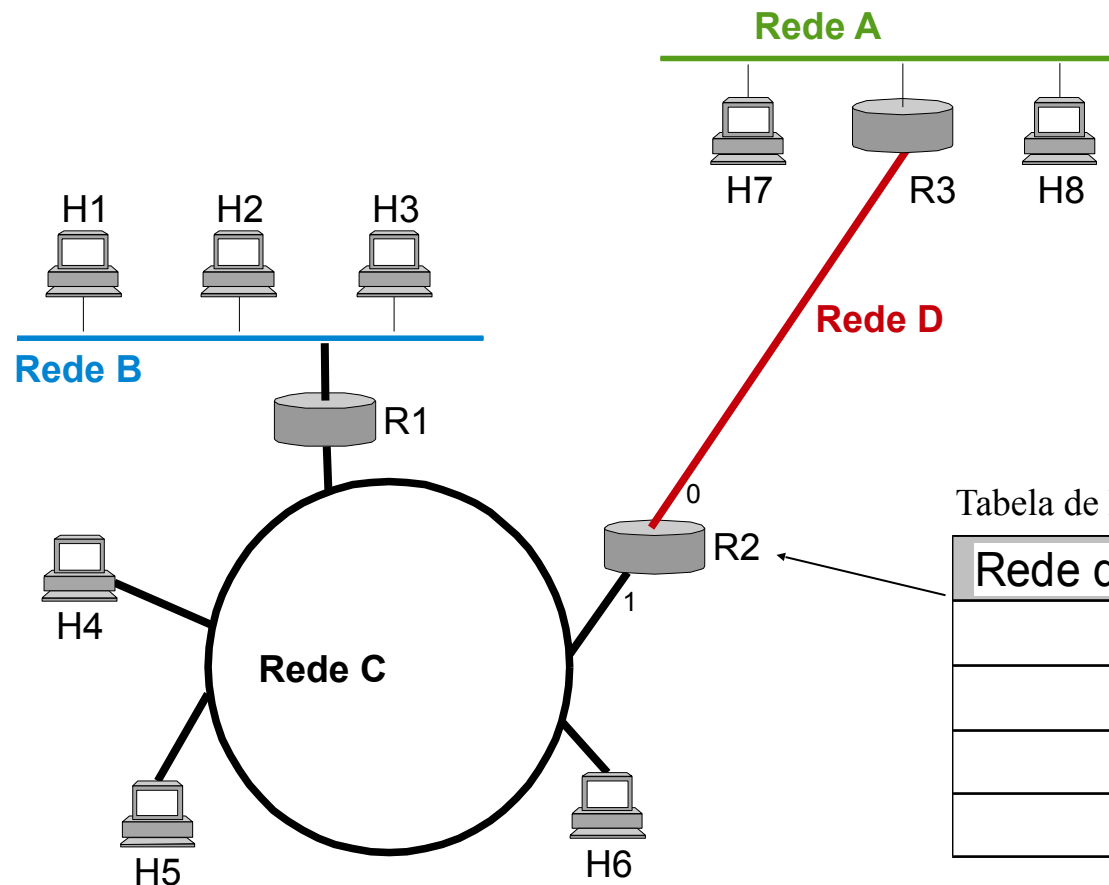 Rede A
H7
R3
H8
H1
H2
H3
Rede D
Rede B
R1
0
R2
1
Tabela de
Rede
H4
Rede C
H5
H6